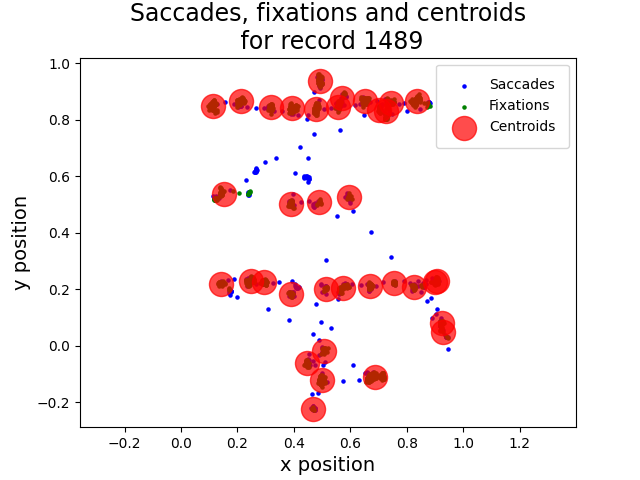 Saccades, fixations and centroids
for record 1489
Saccades
Fixations
Centroids
y position
1.0
0.8
0.6
0.4
0.2
0.0
−0.2
−0.2
0.0
0.2
0.4
0.6
0.8
1.0
1.2
x position